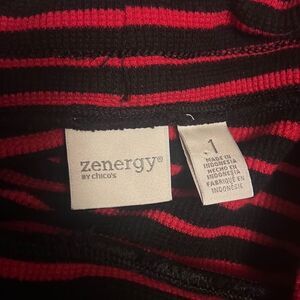 zenergy®
BY chico's
.1
MADE IN
INDONESIA
HECHO EN
INDONESIA
FABRIQUÉ EN
INDONÉSIE